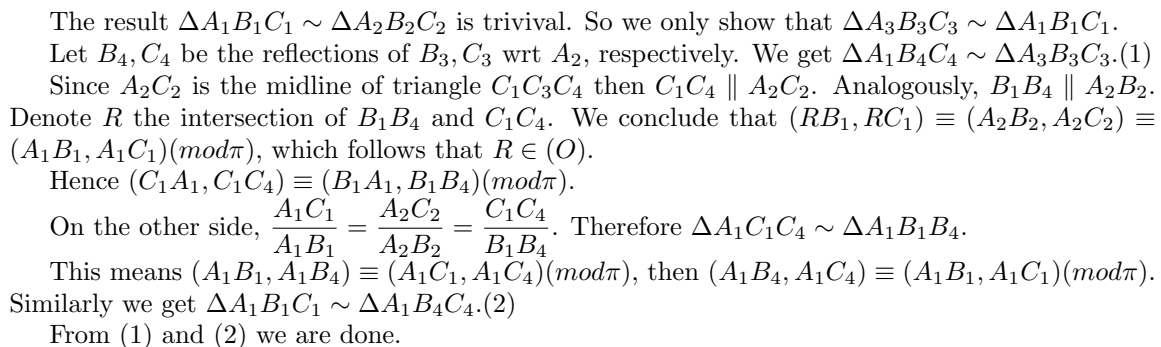 The result ΔA₁B₁C₁ ∼ ΔA₂B₂C₂ is trivival. So we only show that ΔA₃B₃C₃ ∼ ΔA₁B₁C₁.
Let B₄, C₄ be the reflections of B₃, C₃ wrt A₂, respectively. We get ΔA₁B₄C₄ ∼ ΔA₃B₃C₃.(1)
Since A₂C₂ is the midline of triangle C₁C₃C₄ then C₁C₄ ∥ A₂C₂. Analogously, B₁B₄ ∥ A₂B₂.
Denote R the intersection of B₁B₄ and C₁C₄. We conclude that (RB₁, RC₁) ≡ (A₂B₂, A₂C₂) ≡
(A₁B₁, A₁C₁)(modπ), which follows that R ∈ (O).
Hence (C₁A₁, C₁C₄) ≡ (B₁A₁, B₁B₄)(modπ).
On the other side, A₁C₁/A₁B₁ = A₂C₂/A₂B₂ = C₁C₄/B₁B₄. Therefore ΔA₁C₁C₄ ∼ ΔA₁B₁B₄.
This means (A₁B₁, A₁B₄) ≡ (A₁C₁, A₁C₄)(modπ), then (A₁B₄, A₁C₄) ≡ (A₁B₁, A₁C₁)(modπ).
Similarly we get ΔA₁B₁C₁ ∼ ΔA₁B₄C₄.(2)
From (1) and (2) we are done.